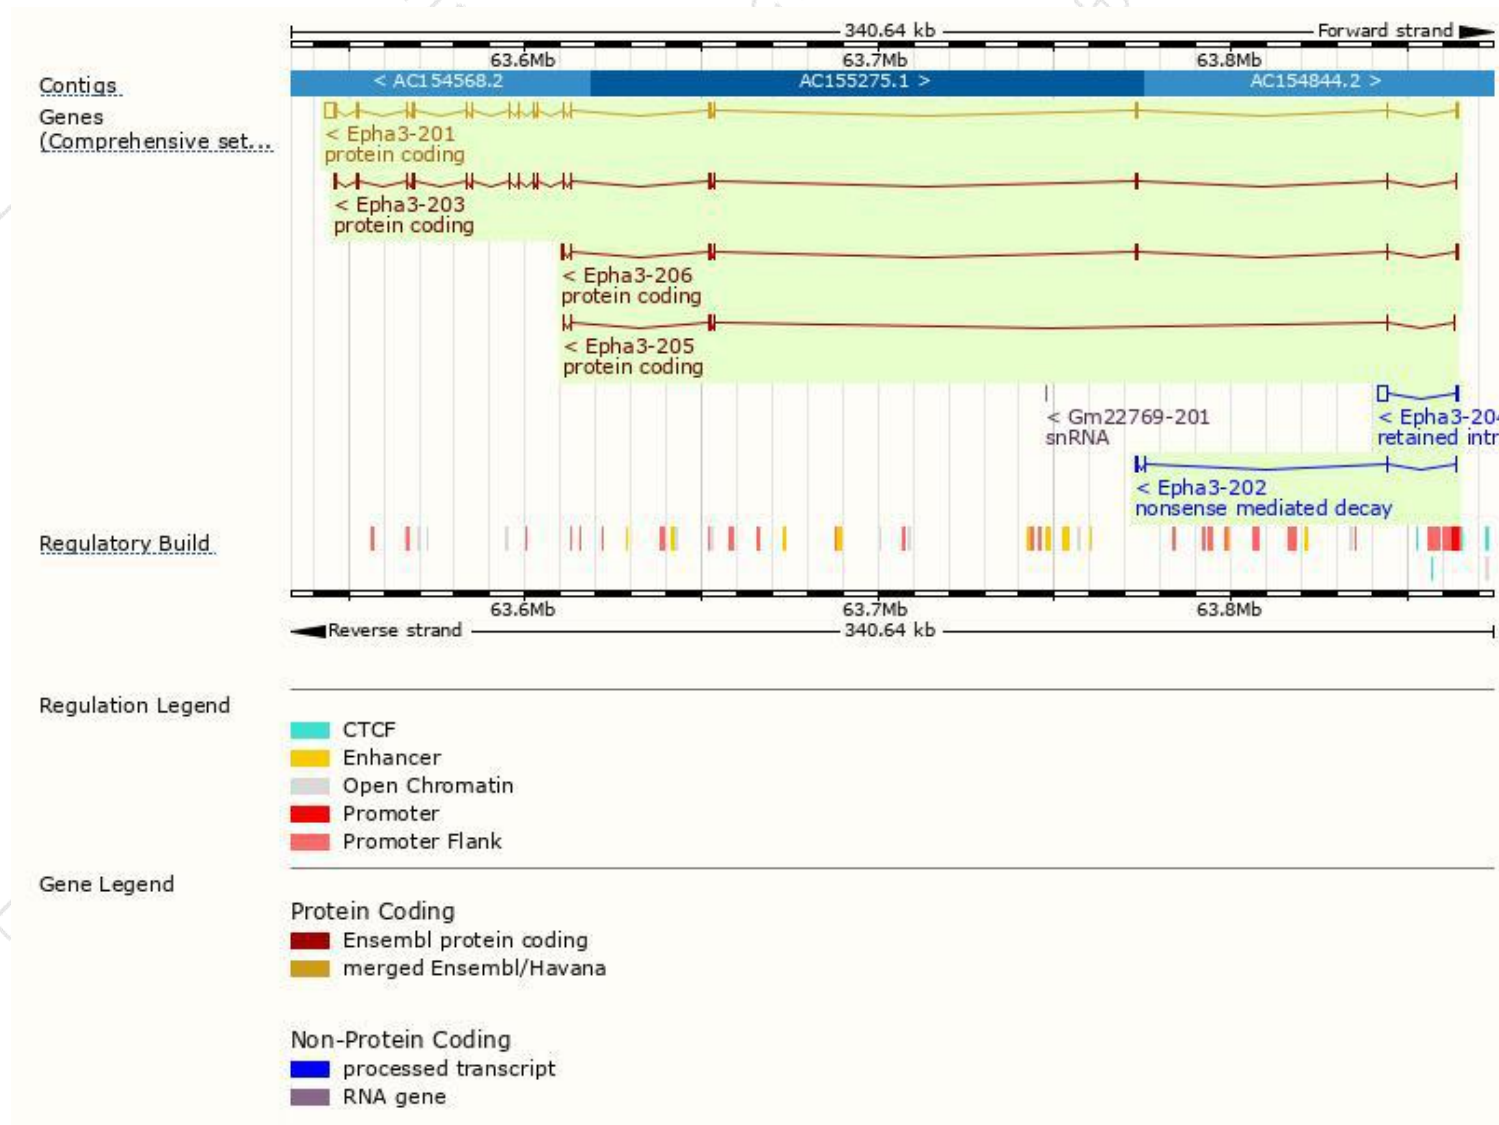 340.64 kb
Forward strand
63.6Mb 63.7Mb 63.8Mb
Contigs
< AC154568.2 AC155275.1 > AC154844.2 >
Genes
(Comprehensive set...
< Epha3-201
protein coding
< Epha3-203
protein coding
< Epha3-206
protein coding
< Epha3-205
protein coding
< Gm22769-201
snRNA
< Epha3-204
retained intr
< Epha3-202
nonsense mediated decay
Regulatory Build
63.6Mb 63.7Mb 63.8Mb
Reverse strand
340.64 kb
Regulation Legend
CTCF
Enhancer
Open Chromatin
Promoter
Promoter Flank
Gene Legend
Protein Coding
Ensembl protein coding
merged Ensembl/Havana
Non-Protein Coding
processed transcript
RNA gene